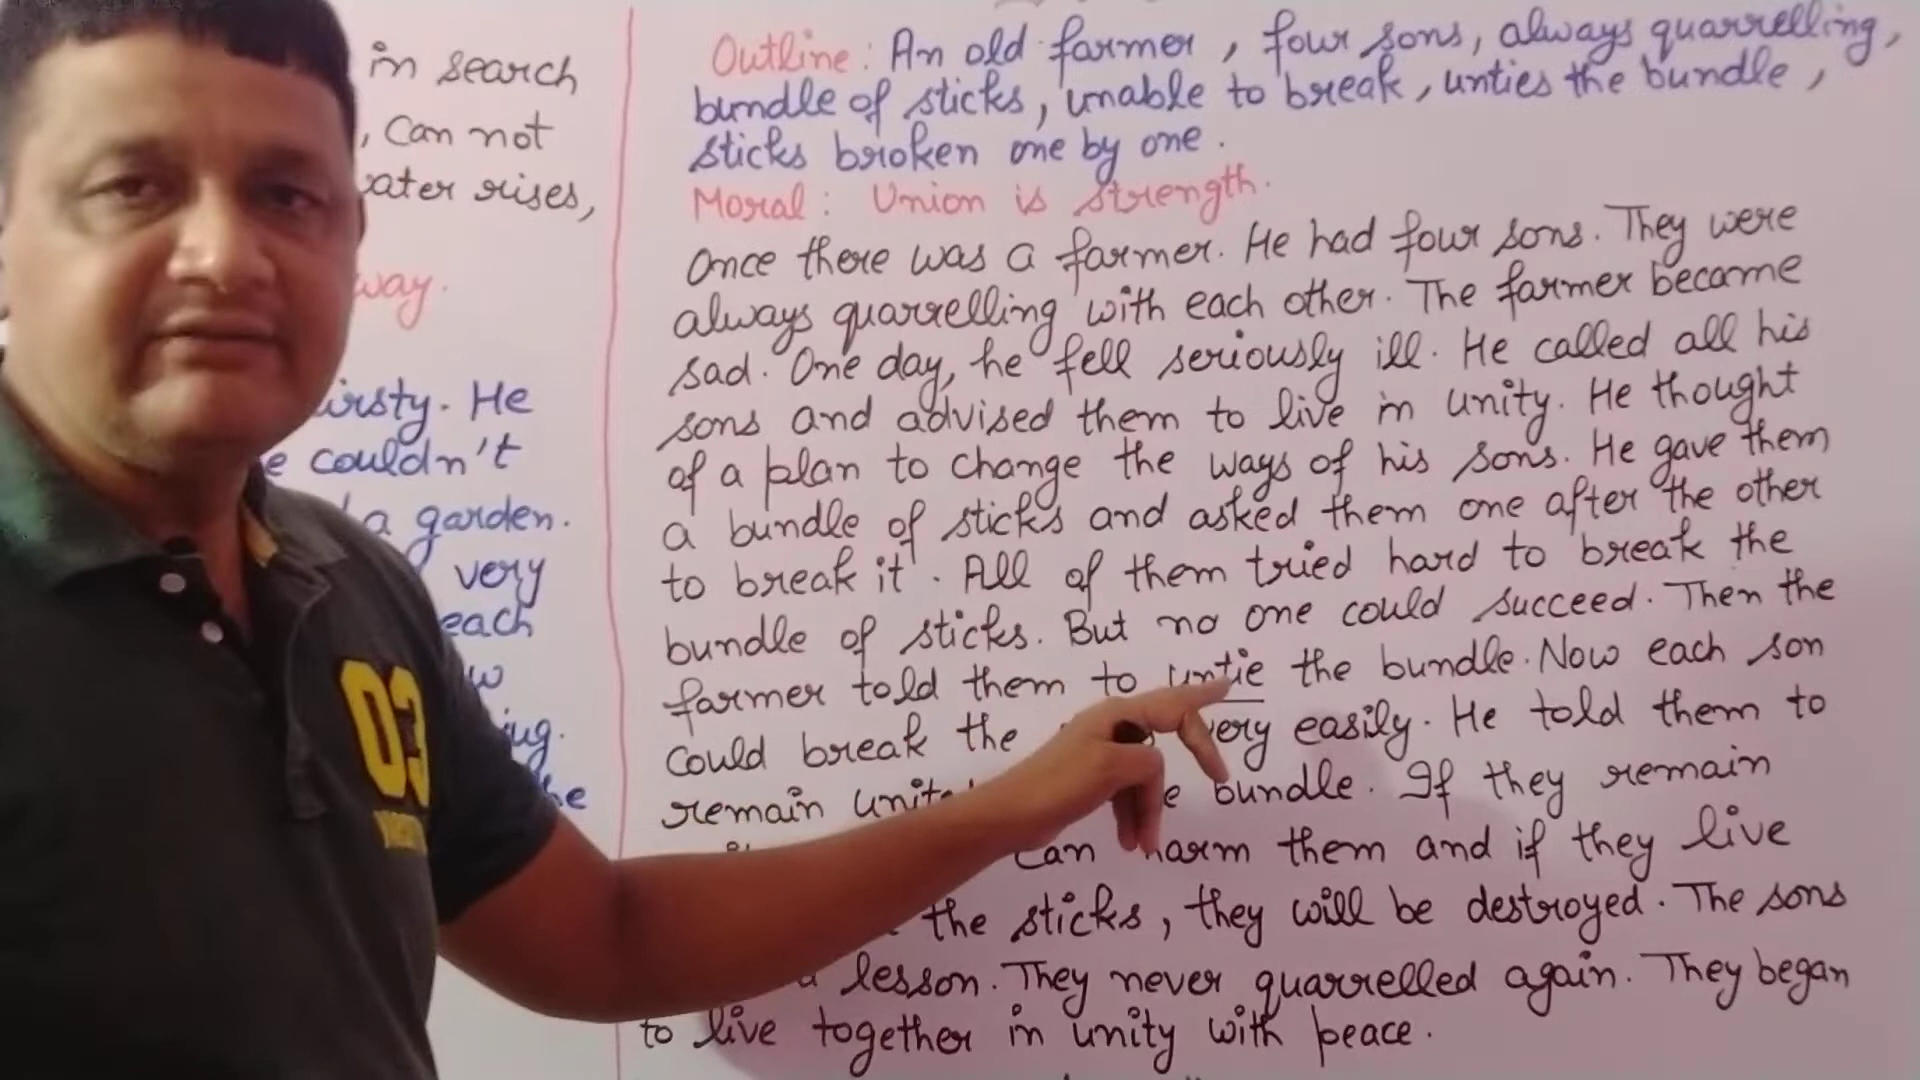 in search
, Can not
water rises,
way.
irsty. He
e couldn't
a garden.
very
each
w
ug.
he
03
Outline: An old farmer, four sons, always quarrelling,
bundle of sticks, unable to break, unties the bundle,
sticks broken one by one.
Moral: Union is strength.
Once there was a farmer. He had four sons. They were
always quarrelling with each other. The farmer became
sad. One day, he fell seriously ill. He called all his
sons and advised them to live in unity. He thought
of a plan to change the ways of his sons. He gave them
a bundle of sticks and asked them one after the other
to break it. All of them tried hard to break the
bundle of sticks. But no one could succeed. Then the
farmer told them to untie the bundle. Now each son
could break the very easily. He told them to
remain bundle. If they remain
can harm them and if they live
the sticks, they will be destroyed. The sons
a lesson. They never quarrelled again. They began
to live together in unity with peace.